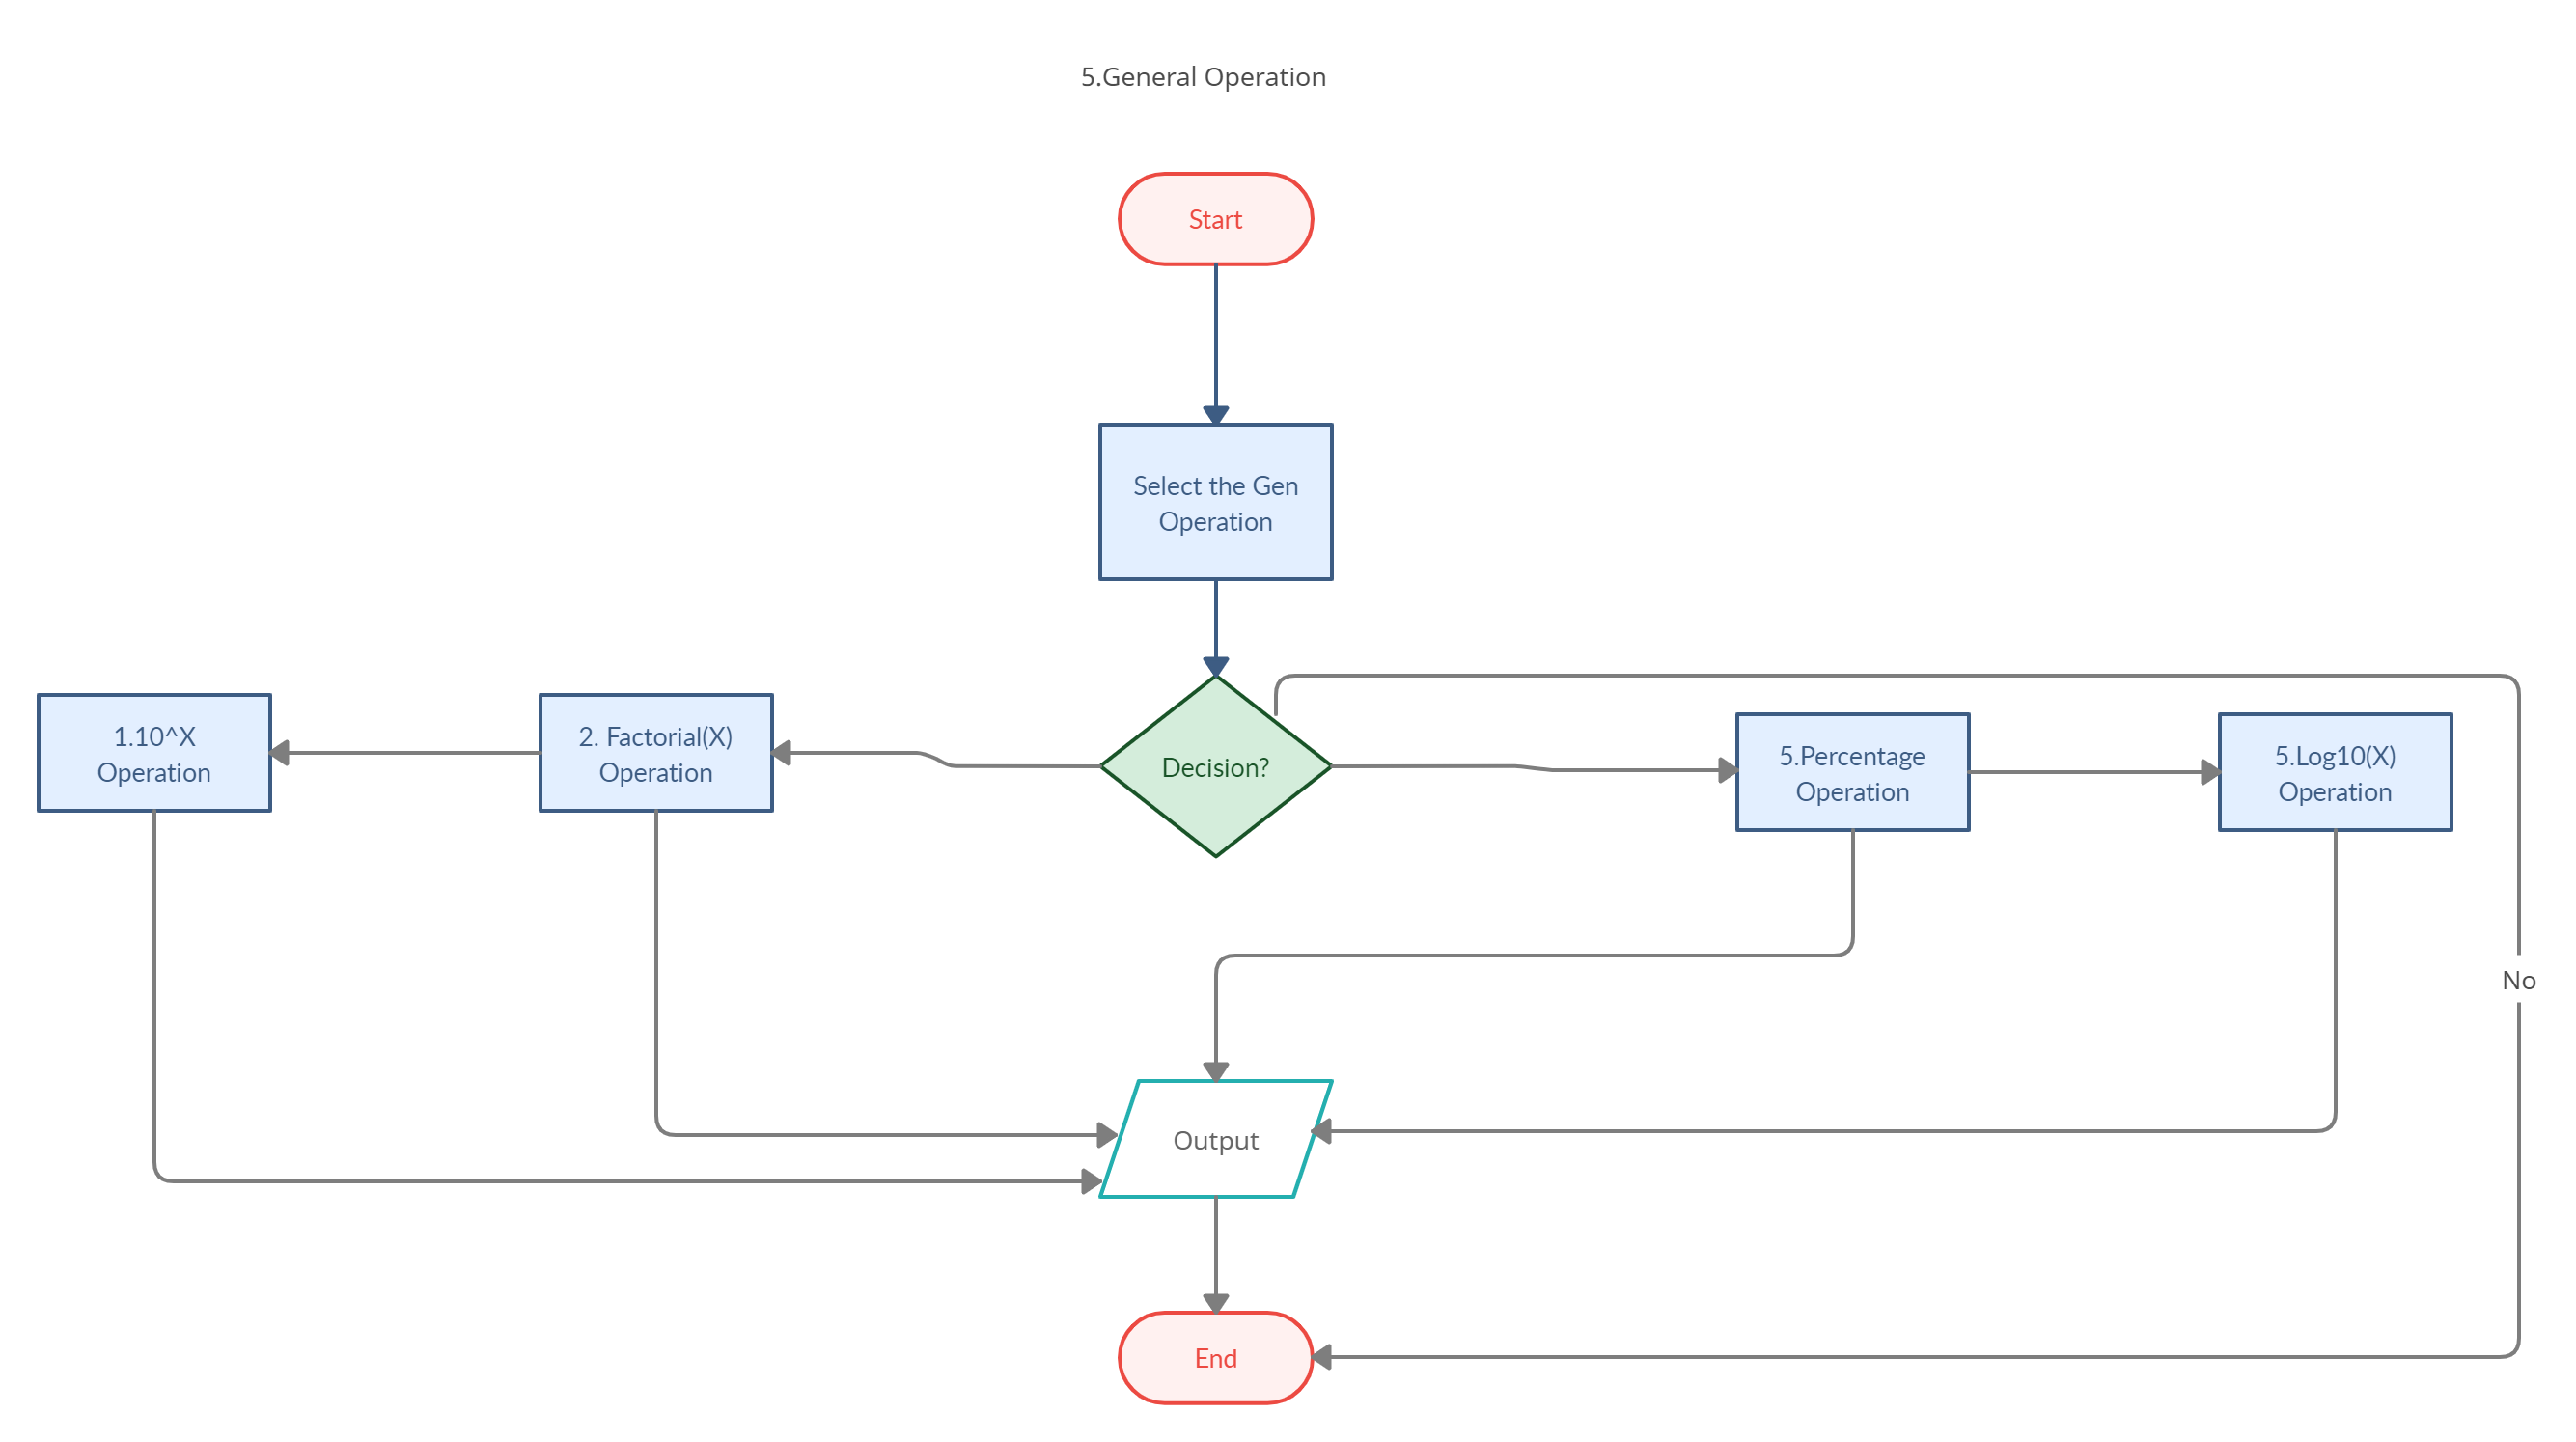 5.General Operation
Start
Select the Gen
Operation
1.10^X
Operation
2. Factorial(X)
Operation
Decision?
5.Percentage
Operation
5.Log10(X)
Operation
No
Output
End